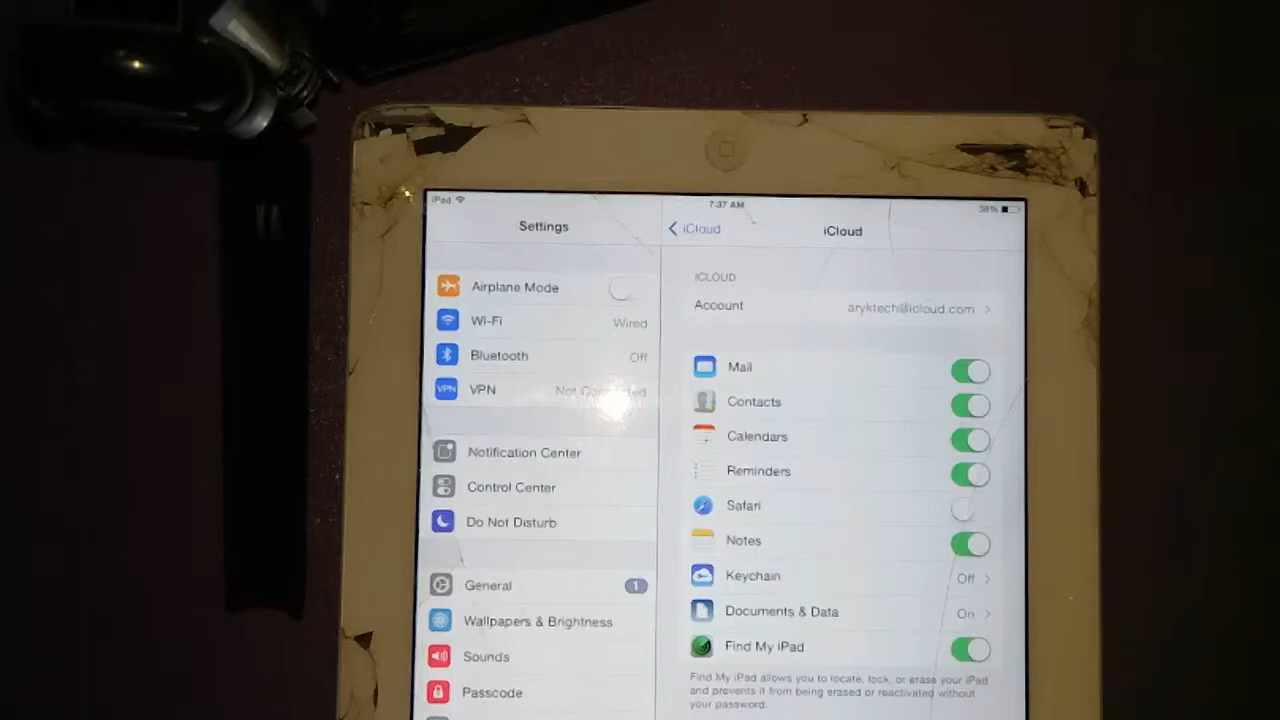 iPad
7:37 AM
38%
Settings
Airplane Mode
Wi-Fi Wired
Bluetooth Off
VPN Not
Notification Center
Control Center
Do Not Disturb
General 1
Wallpapers & Brightness
Sounds
Passcode
iCloud
iCloud
ICLOUD
Account aryktech@icloud.com
Mail
Contacts
Calendars
Reminders
Safari
Notes
Keychain Off
Documents & Data On
Find My iPad
Find My iPad allows you to locate, lock, or erase your iPad
and prevents it from being erased or reactivated without
your password.